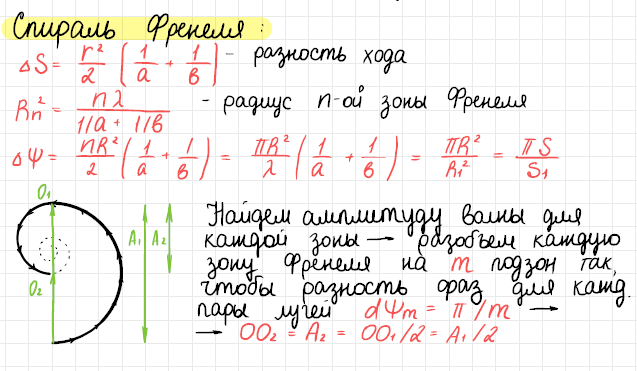 Спираль Френеля :
ΔS = r²/2 (1/a + 1/b) - разность хода
Rn² = nλ/(1/a + 1/b) - радиус n-ой зоны Френеля
Δψ = nR²/2 (1/a + 1/b) = πR²/λ (1/a + 1/b) = πR²/R₁² = πS/S₁
O₁
O₂
A₁ A₂
Найдем амплитуду волны для
каждой зоны → разобьем каждую
зону Френеля на m подзон так,
чтобы разность фаз для кажд.
пары лучей dψm = π/m →
→ OO₂ = A₂ = OO₁/2 = A₁/2